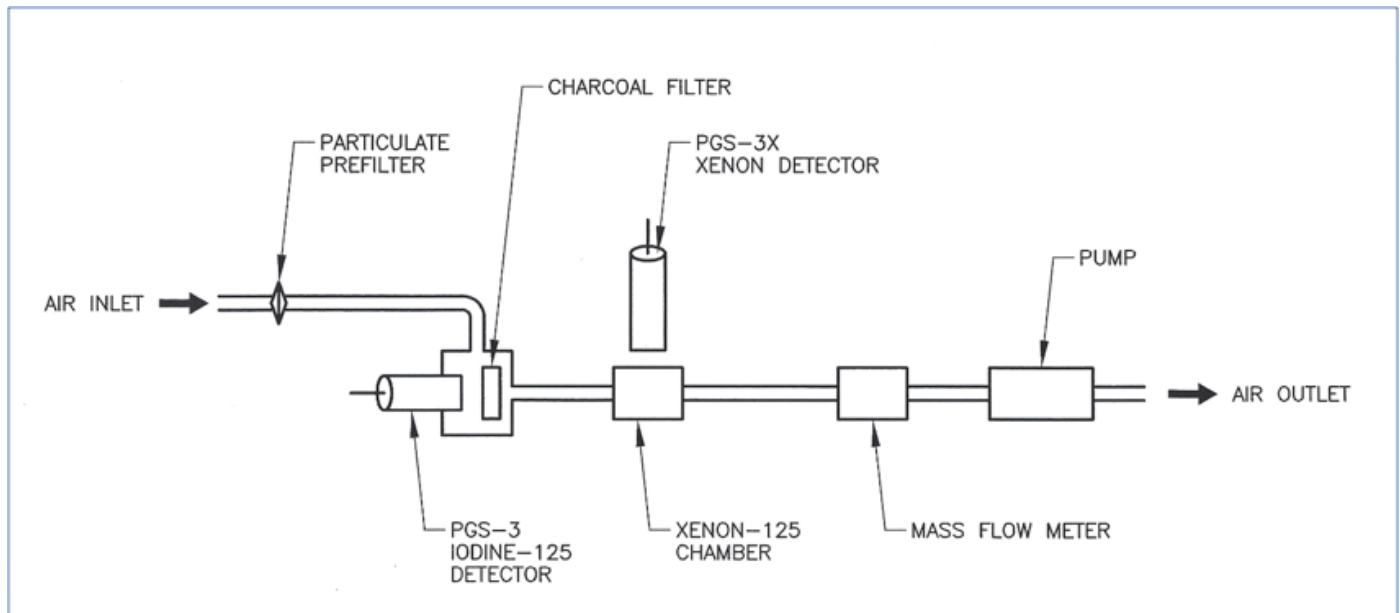 CHARCOAL FILTER
PARTICULATE
PREFILTER
PGS-3X
XENON DETECTOR
PUMP
AIR INLET
AIR OUTLET
PGS-3
IODINE-125
DETECTOR
XENON-125
CHAMBER
MASS FLOW METER